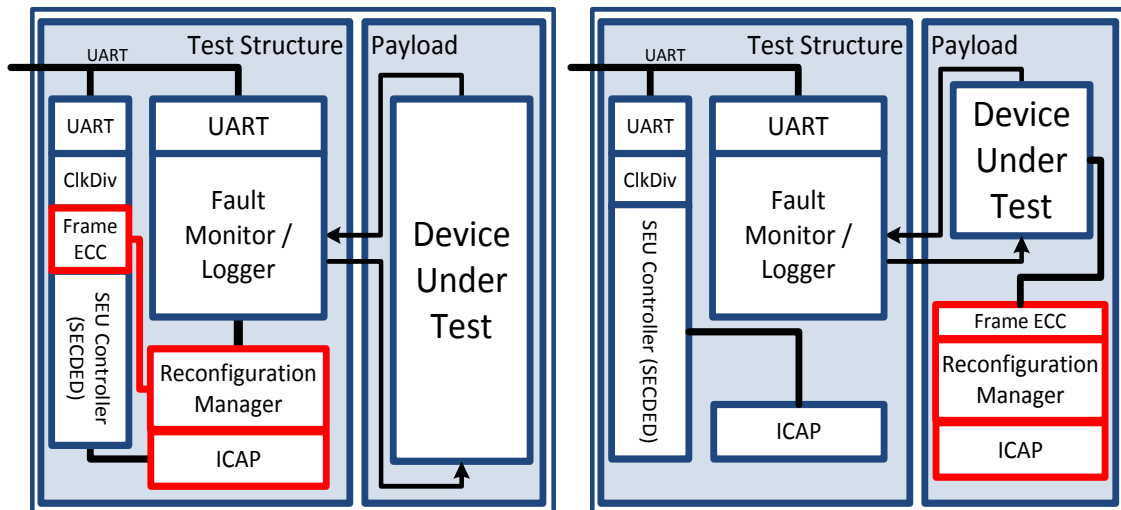 Test Structure
Payload
UART
UART
UART
ClkDiv
Fault
Monitor /
Logger
Frame
ECC
SEU Controller
(SECDED)
Device
Under
Test
Reconfiguration
Manager
ICAP
Test Structure
Payload
UART
UART
UART
Device
Under
Test
ClkDiv
Fault
Monitor /
Logger
SEU Controller (SECDED)
Frame ECC
Reconfiguration
Manager
ICAP
ICAP